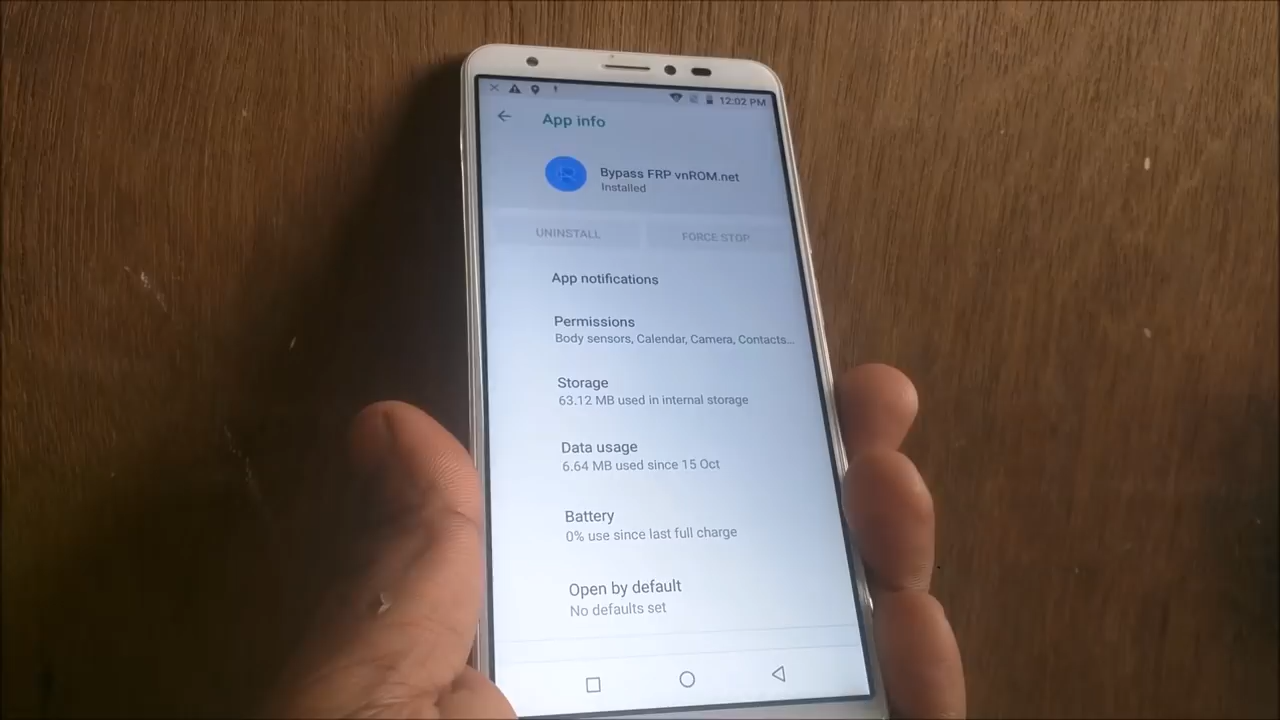 12:02 PM
App info
Bypass FRP vnROM.net
Installed
UNINSTALL
FORCE STOP
App notifications
Permissions
Body sensors, Calendar, Camera, Contacts...
Storage
63.12 MB used in internal storage
Data usage
6.64 MB used since 15 Oct
Battery
0% use since last full charge
Open by default
No defaults set